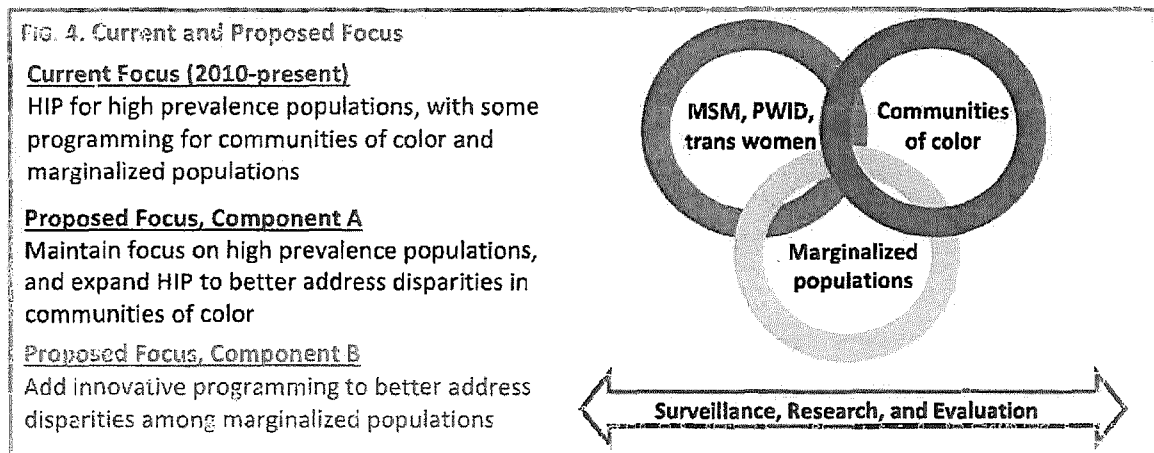 FIG. 4. Current and Proposed Focus
Current Focus (2010-present)
HIP for high prevalence populations, with some
programming for communities of color and
marginalized populations
Proposed Focus, Component A
Maintain focus on high prevalence populations,
and expand HIP to better address disparities in
communities of color
Proposed Focus, Component B
Add innovative programming to better address
disparities among marginalized populations
MSM, PWID,
trans women
Communities
of color
Marginalized
populations
Surveillance, Research, and Evaluation